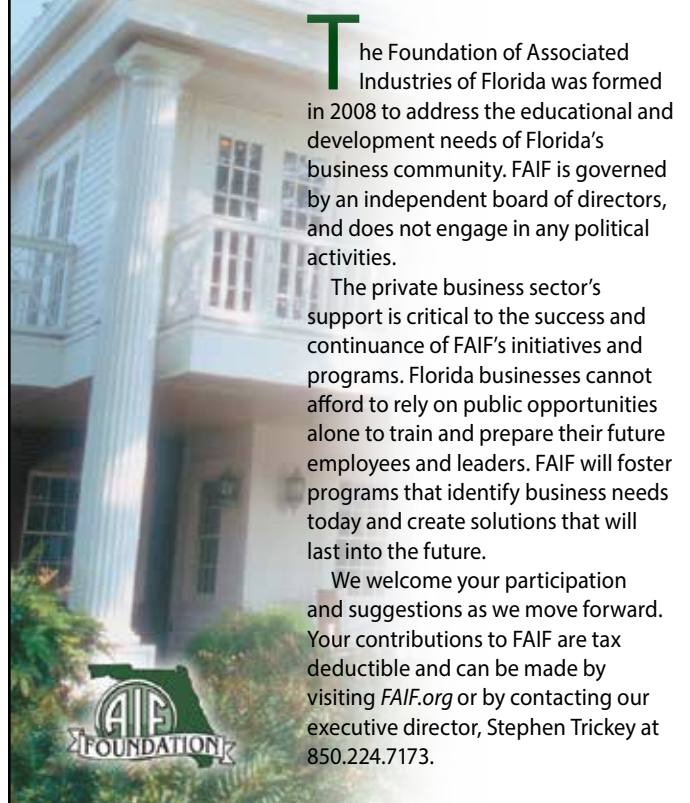 The Foundation of Associated
Industries of Florida was formed
in 2008 to address the educational and
development needs of Florida’s
business community. FAIF is governed
by an independent board of directors,
and does not engage in any political
activities.
The private business sector’s
support is critical to the success and
continuance of FAIF’s initiatives and
programs. Florida businesses cannot
afford to rely on public opportunities
alone to train and prepare their future
employees and leaders. FAIF will foster
programs that identify business needs
today and create solutions that will
last into the future.
We welcome your participation
and suggestions as we move forward.
Your contributions to FAIF are tax
deductible and can be made by
visiting FAIF.org or by contacting our
executive director, Stephen Trickey at
850.224.7173.
AIF
FOUNDATION